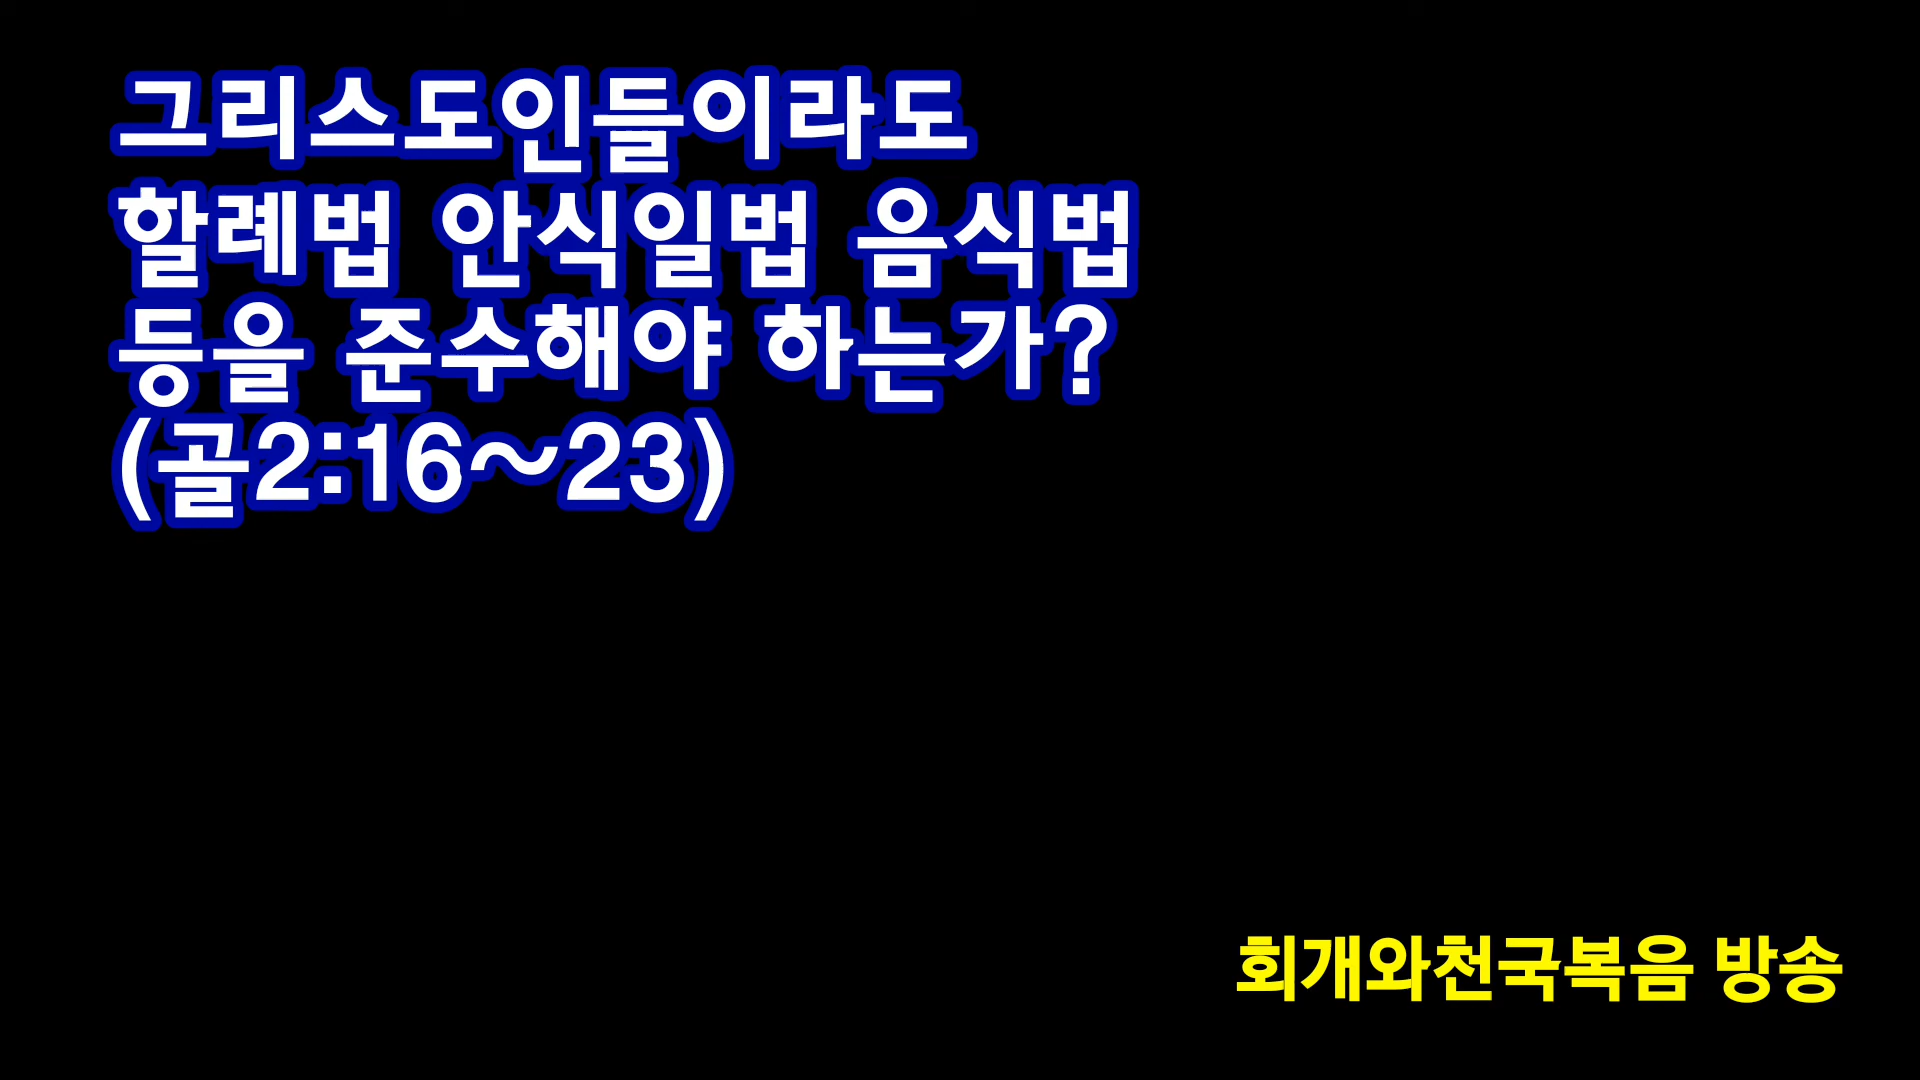 그리스도인들이라도
할례법 안식일법 음식법
등을 준수해야 하는가?
(골2:16~23)
회개와천국복음 방송